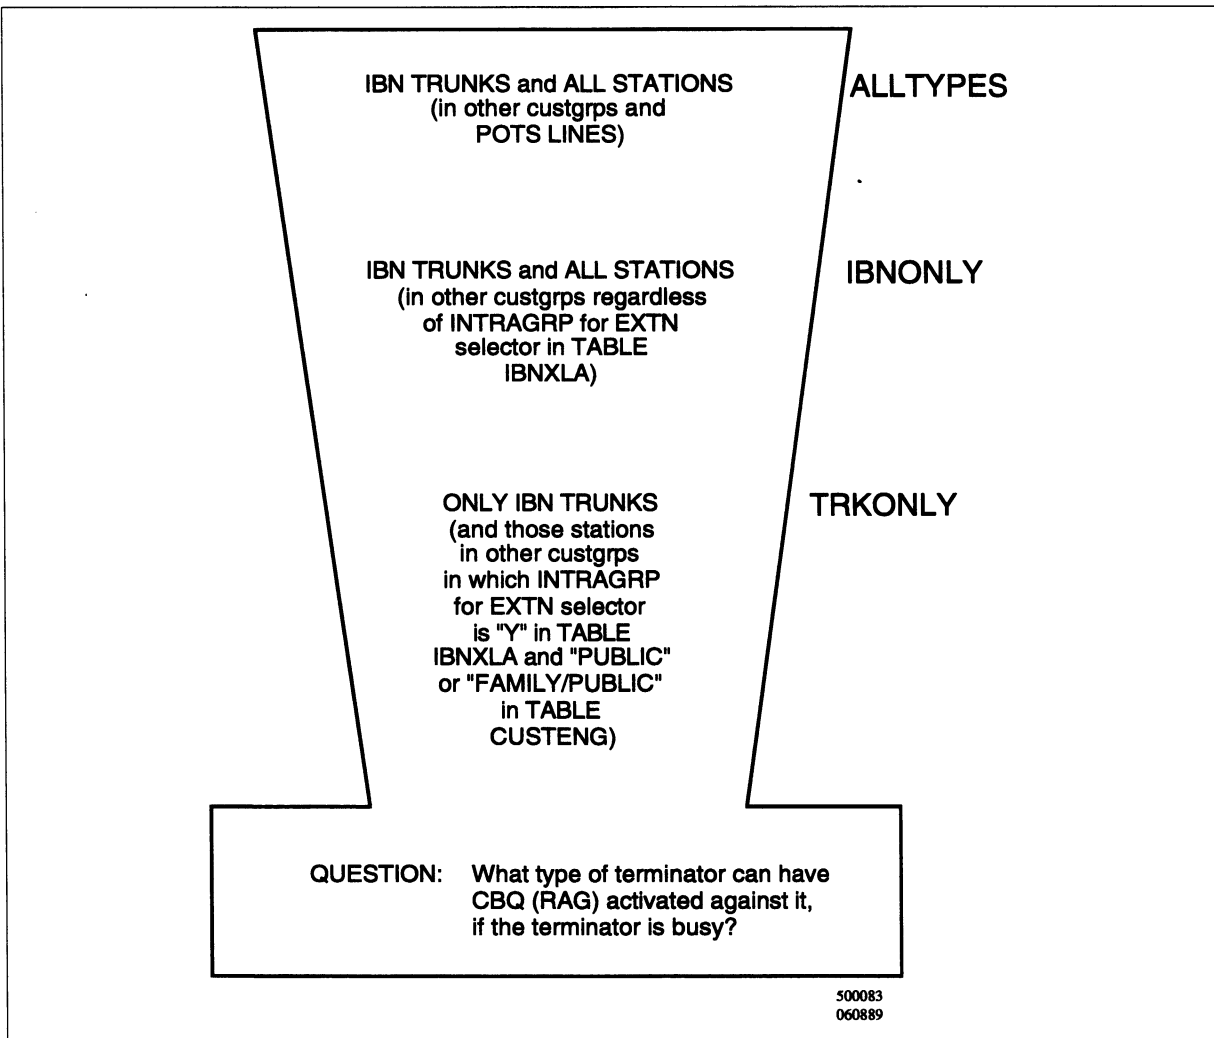 IBN TRUNKS and ALL STATIONS
(in other custgrps and
POTS LINES)
ALLTYPES
IBN TRUNKS and ALL STATIONS
(in other custgrps regardless
of INTRAGRP for EXTN
selector in TABLE
IBNXLA)
IBNONLY
ONLY IBN TRUNKS
(and those stations
in other custgrps
in which INTRAGRP
for EXTN selector
is "Y" in TABLE
IBNXLA and "PUBLIC"
or "FAMILY/PUBLIC"
in TABLE
CUSTENG)
TRKONLY
QUESTION: What type of terminator can have
CBQ (RAG) activated against it,
if the terminator is busy?
500083
060889